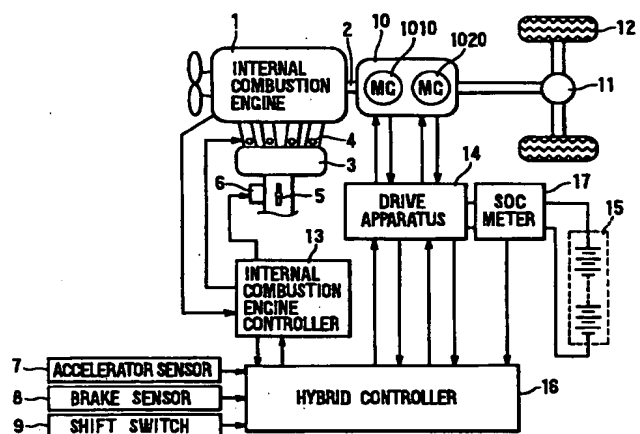 1
2
10
1010
1020
12
INTERNAL
COMBUSTION
ENGINE
MG
MG
11
4
3
6
5
14
17
DRIVE
APPARATUS
SOC
METER
15
13
INTERNAL
COMBUSTION
ENGINE
CONTROLLER
7
ACCELERATOR SENSOR
8
BRAKE SENSOR
9
SHIFT SWITCH
HYBRID CONTROLLER
16